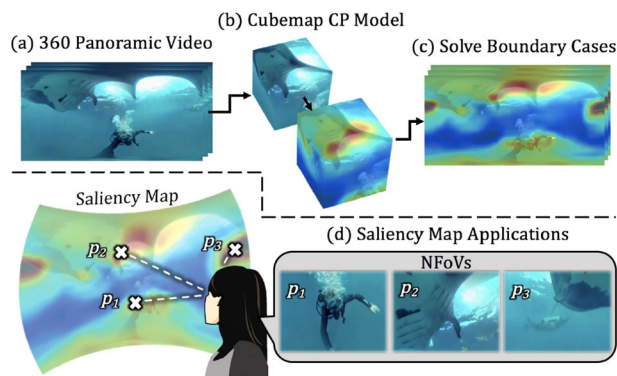 (b) Cubemap CP Model
(a) 360 Panoramic Video
(c) Solve Boundary Cases
Saliency Map
p2
p3
p1
(d) Saliency Map Applications
NFoVs
p1
p2
p3